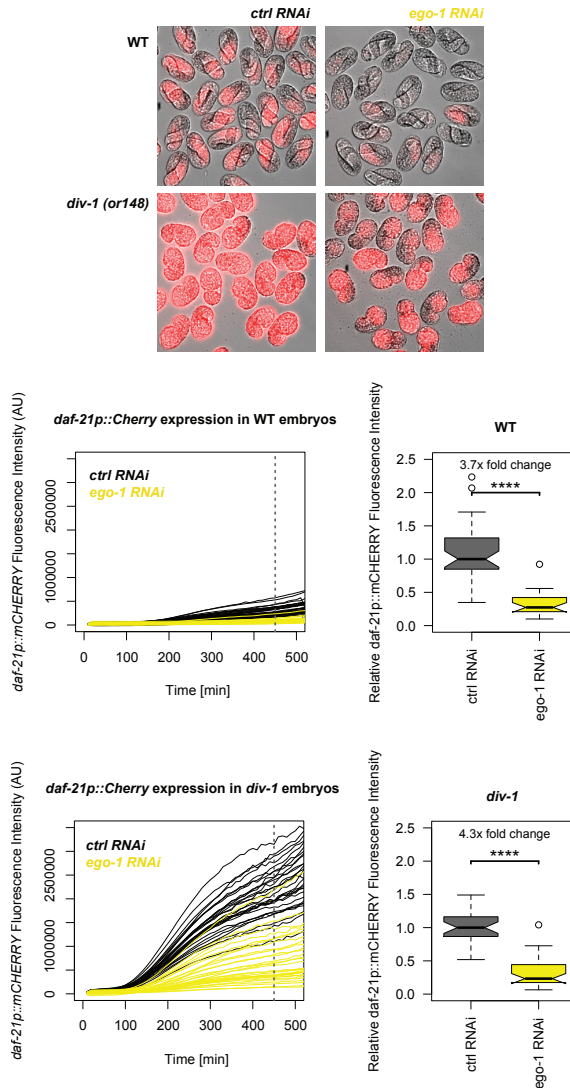 ctrl RNAi
ego-1 RNAi
WT
div-1 (or148)
daf-21p::Cherry expression in WT embryos
daf-21p::mCHERRY Fluorescence Intensity (AU)
ctrl RNAi
ego-1 RNAi
2500000
1000000
0
0 100 200 300 400 500
Time [min]
WT
Relative daf-21p::mCHERRY Fluorescence Intensity
3.7x fold change
****
2.5
2.0
1.5
1.0
0.5
0.0
ctrl RNAi
ego-1 RNAi
daf-21p::Cherry expression in div-1 embryos
daf-21p::mCHERRY Fluorescence Intensity (AU)
ctrl RNAi
ego-1 RNAi
2500000
1000000
0
0 100 200 300 400 500
Time [min]
div-1
Relative daf-21p::mCHERRY Fluorescence Intensity
4.3x fold change
****
2.5
2.0
1.5
1.0
0.5
0.0
ctrl RNAi
ego-1 RNAi